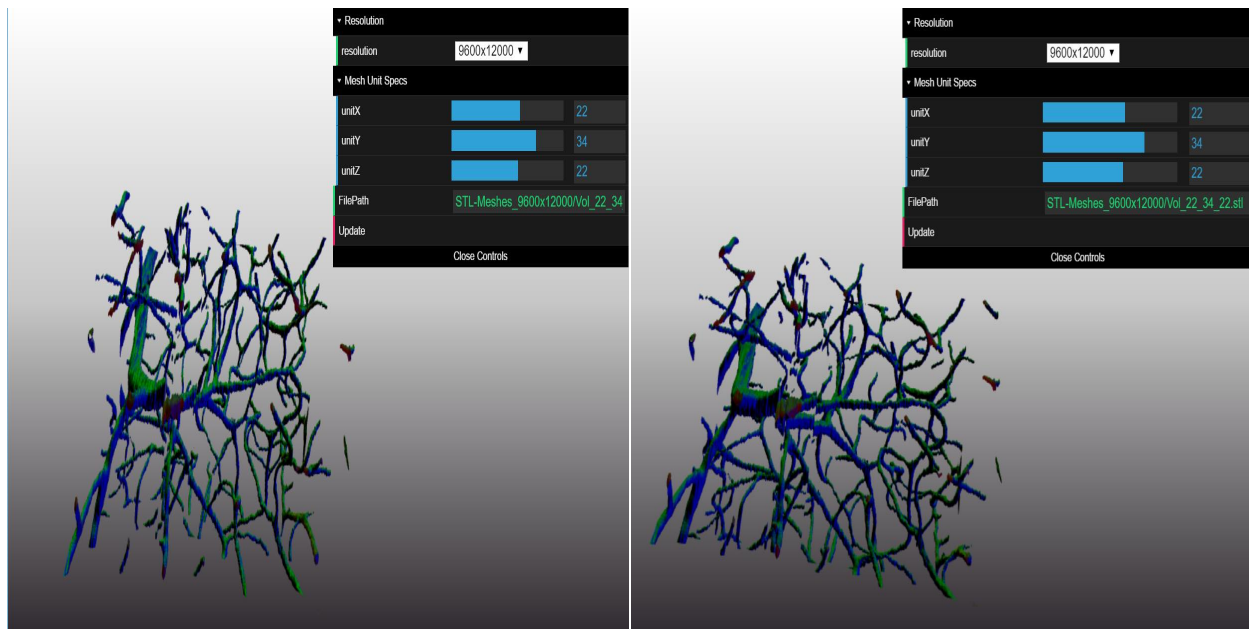 ▾ Resolution
resolution 9600x12000 ▾
▾ Mesh Unit Specs
unitX 22
unitY 34
unitZ 22
FilePath STL-Meshes_9600x12000/Vol_22_34
Update
Close Controls
▾ Resolution
resolution 9600x12000 ▾
▾ Mesh Unit Specs
unitX 22
unitY 34
unitZ 22
FilePath STL-Meshes_9600x12000/Vol_22_34_22.stl
Update
Close Controls